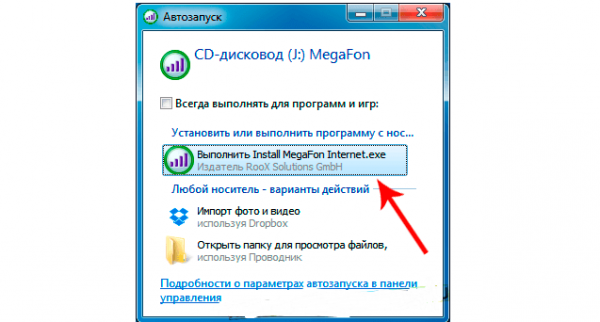 Автозапуск
CD-дисковод (J:) MegaFon
Всегда выполнять для программ и игр:
Установить или выполнить программу с нос...
Выполнить Install MegaFon Internet.exe
Издатель RooX Solutions GmbH
Любой носитель - варианты действий
Импорт фото и видео
используя Dropbox
Открыть папку для просмотра файлов,
используя Проводник
Подробности о параметрах автозапуска в панели
управления